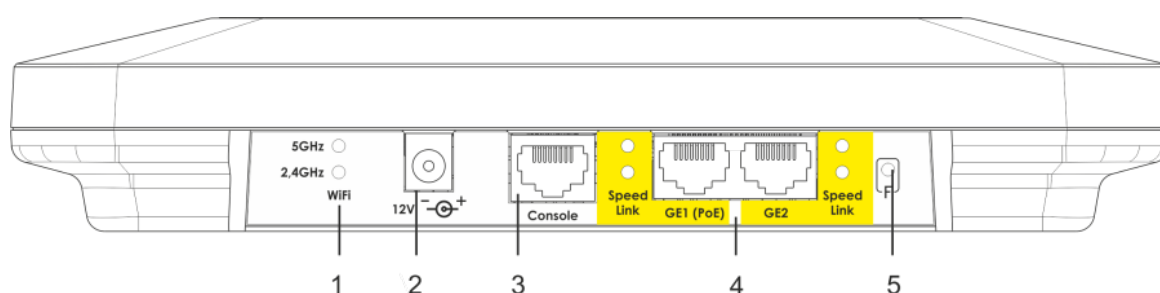 5GHz
2,4GHz
WiFi
12V - +
Console
Speed
Link
GE1 (PoE)
GE2
Speed
Link
F
1 2 3 4 5